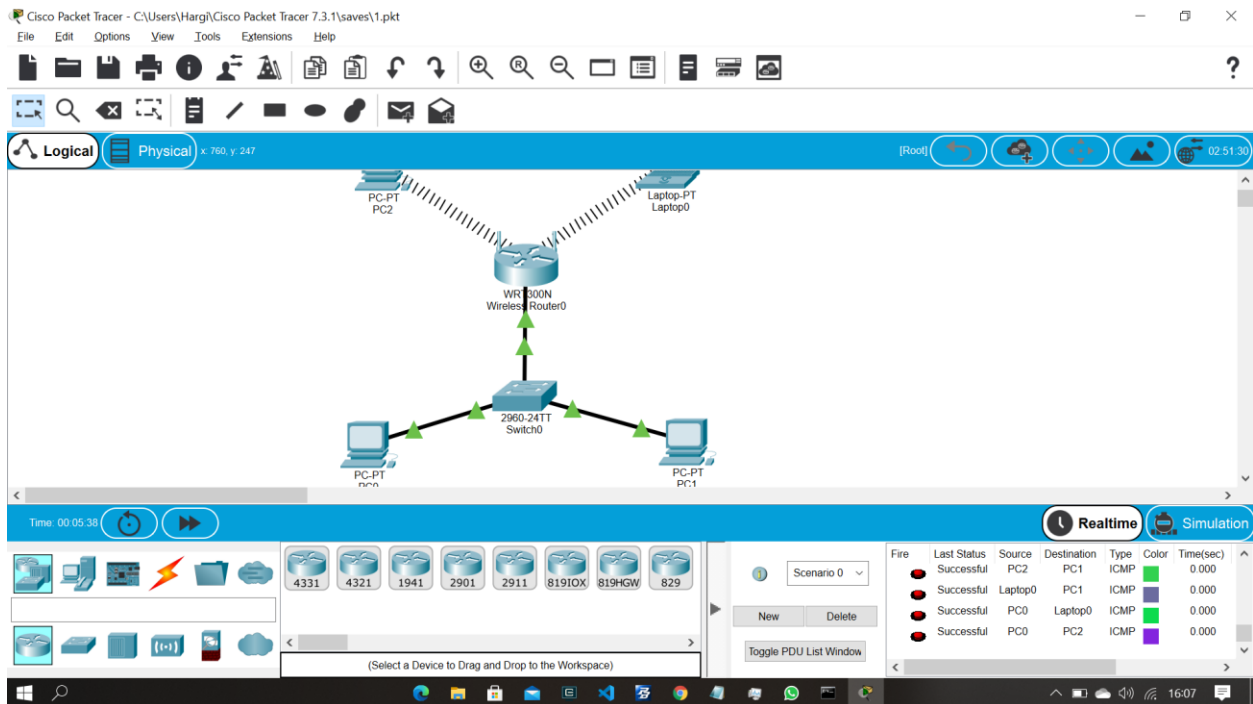 Cisco Packet Tracer - C:\Users\Hargi\Cisco Packet Tracer 7.3.1\saves\1.pkt
File Edit Options View Tools Extensions Help
?
Logical Physical x: 760, y: 247 [Root] 02:51:30
PC-PT
PC2
Laptop-PT
Laptop0
WRT300N
Wireless Router0
2960-24TT
Switch0
PC-PT
PC0
PC-PT
PC1
Time: 00:05:38 Realtime Simulation
4331 4321 1941 2901 2911 819IOX 819HGW 829
(Select a Device to Drag and Drop to the Workspace)
Scenario 0
New Delete
Toggle PDU List Window
Fire Last Status Source Destination Type Color Time(sec)
Successful PC2 PC1 ICMP 0.000
Successful Laptop0 PC1 ICMP 0.000
Successful PC0 Laptop0 ICMP 0.000
Successful PC0 PC2 ICMP 0.000
16:07